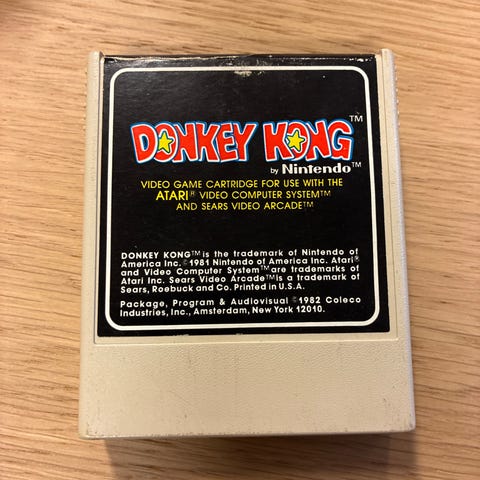 DONKEY KONG™
by Nintendo™
VIDEO GAME CARTRIDGE FOR USE WITH THE
ATARI® VIDEO COMPUTER SYSTEM™
AND SEARS VIDEO ARCADE™
DONKEY KONG™ is the trademark of Nintendo of
America Inc. ©1981 Nintendo of America Inc. Atari®
and Video Computer System™ are trademarks of
Atari Inc. Sears Video Arcade™ is a trademark of
Sears, Roebuck and Co. Printed in U.S.A.
Package, Program & Audiovisual ©1982 Coleco
Industries, Inc., Amsterdam, New York 12010.